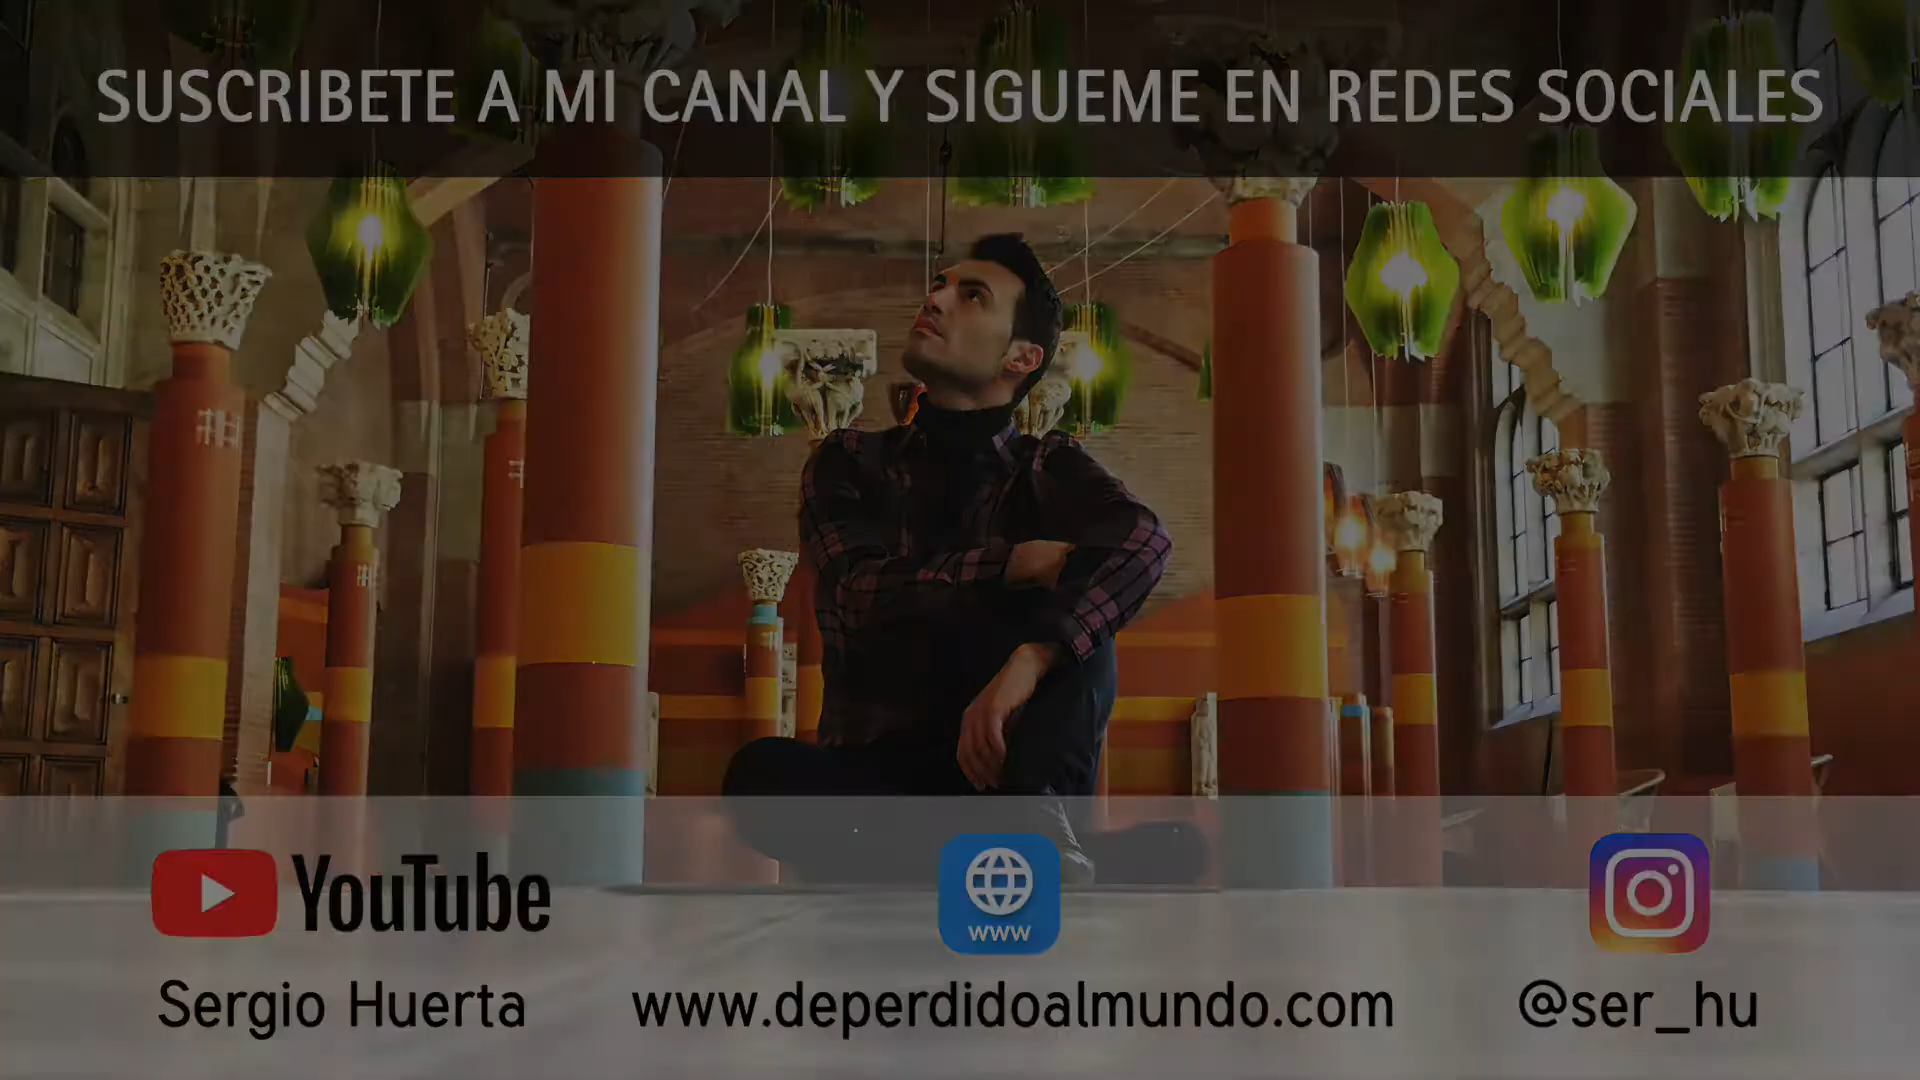 SUSCRIBETE A MI CANAL Y SIGUEME EN REDES SOCIALES
YouTube
www
Sergio Huerta
www.deperdidoalmundo.com
@ser_hu